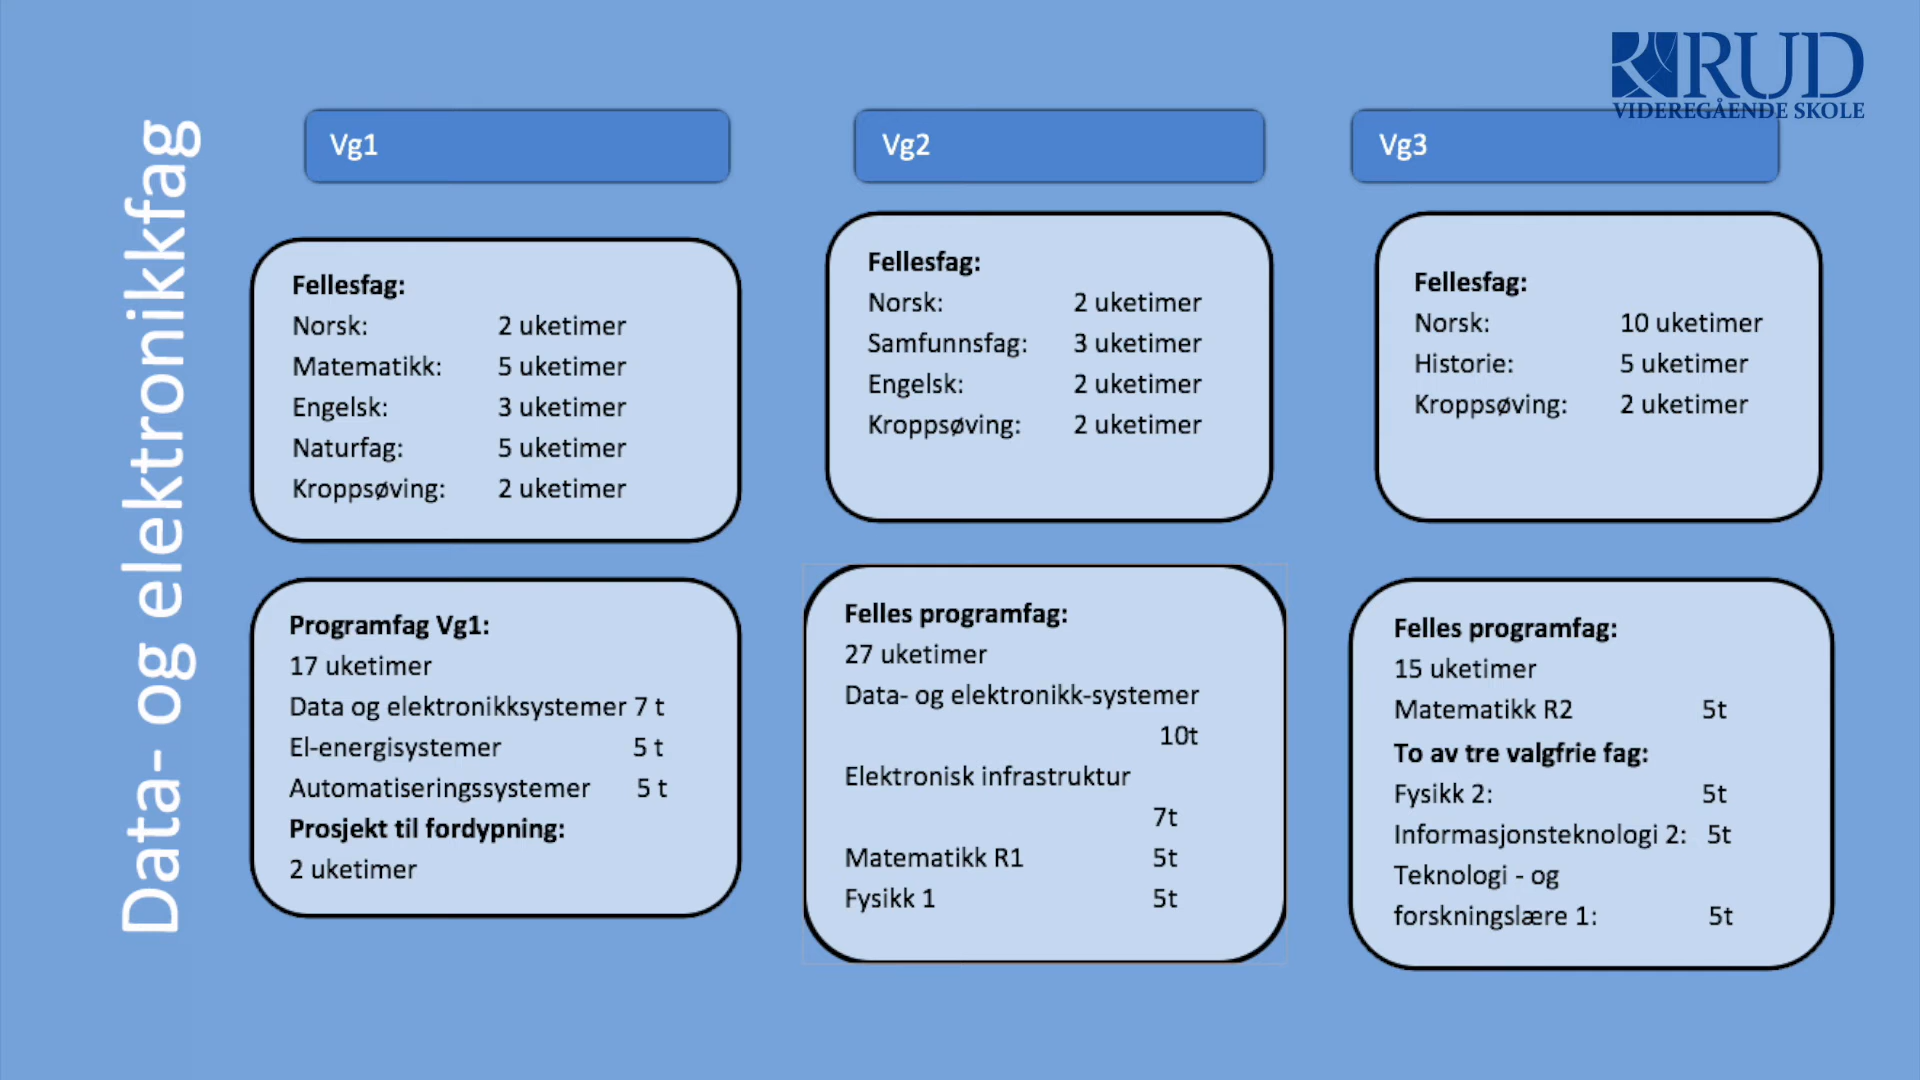 RUD
VIDEREGÅENDE SKOLE
Data- og elektronikkfag
Vg1
Fellesfag:
Norsk: 2 uketimer
Matematikk: 5 uketimer
Engelsk: 3 uketimer
Naturfag: 5 uketimer
Kroppsøving: 2 uketimer
Programfag Vg1:
17 uketimer
Data og elektronikksystemer 7 t
El-energisystemer 5 t
Automatiseringssystemer 5 t
Prosjekt til fordypning:
2 uketimer
Vg2
Fellesfag:
Norsk: 2 uketimer
Samfunnsfag: 3 uketimer
Engelsk: 2 uketimer
Kroppsøving: 2 uketimer
Felles programfag:
27 uketimer
Data- og elektronikk-systemer
10t
Elektronisk infrastruktur
7t
Matematikk R1 5t
Fysikk 1 5t
Vg3
Fellesfag:
Norsk: 10 uketimer
Historie: 5 uketimer
Kroppsøving: 2 uketimer
Felles programfag:
15 uketimer
Matematikk R2 5t
To av tre valgfrie fag:
Fysikk 2: 5t
Informasjonsteknologi 2: 5t
Teknologi - og
forskningslære 1: 5t